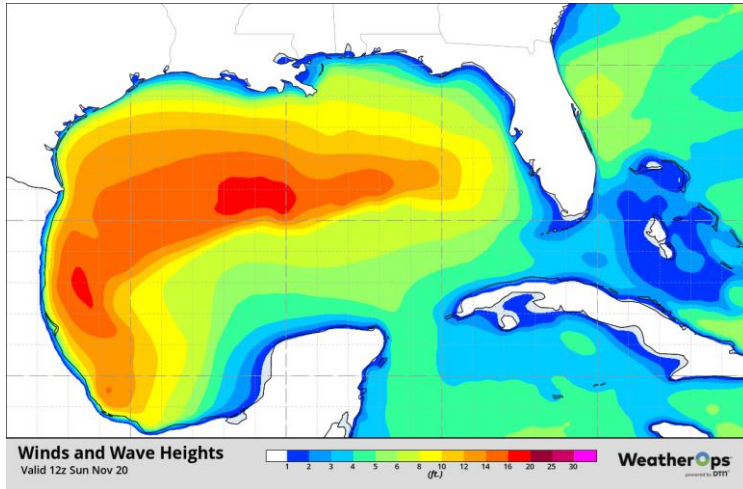 Winds and Wave Heights
Valid 12z Sun Nov 20
1 2 3 4 5 6 8 10 12 14 16 20 25 30
(ft.)
WeatherOps
powered by DTN